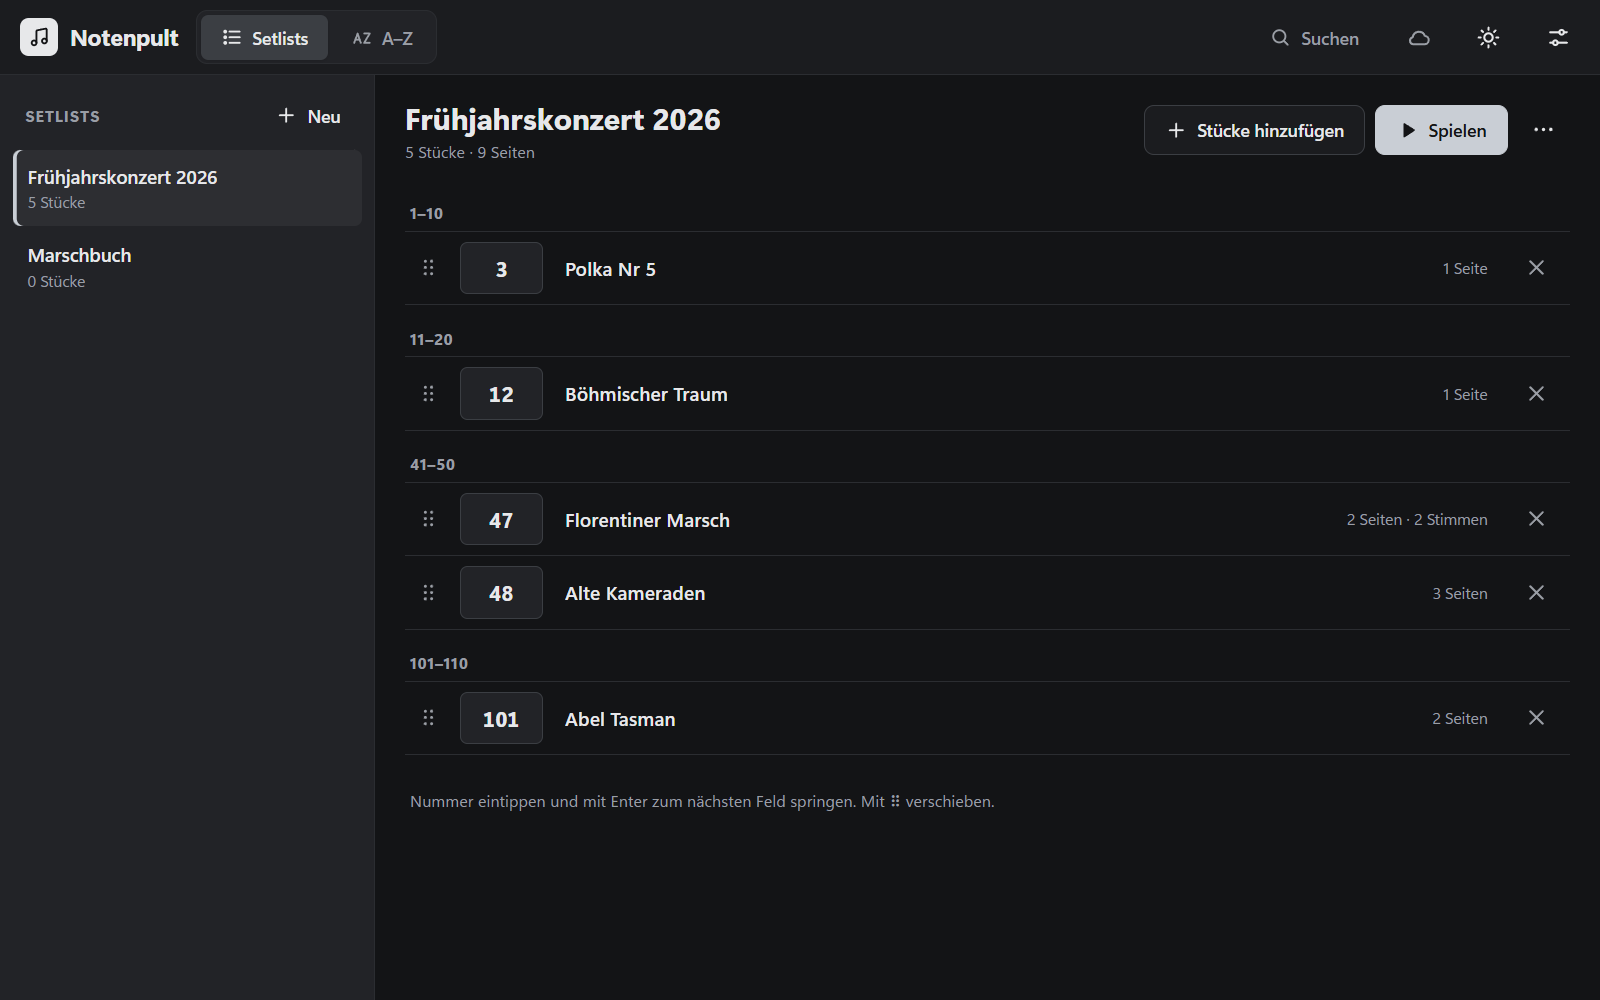 Notenpult
Setlists
AZ A–Z
Suchen
SETLISTS
+ Neu
Frühjahrskonzert 2026
5 Stücke
Marschbuch
0 Stücke
Frühjahrskonzert 2026
5 Stücke · 9 Seiten
+ Stücke hinzufügen
Spielen
1–10
3 Polka Nr 5 1 Seite
11–20
12 Böhmischer Traum 1 Seite
41–50
47 Florentiner Marsch 2 Seiten · 2 Stimmen
48 Alte Kameraden 3 Seiten
101–110
101 Abel Tasman 2 Seiten
Nummer eintippen und mit Enter zum nächsten Feld springen. Mit ⠿ verschieben.